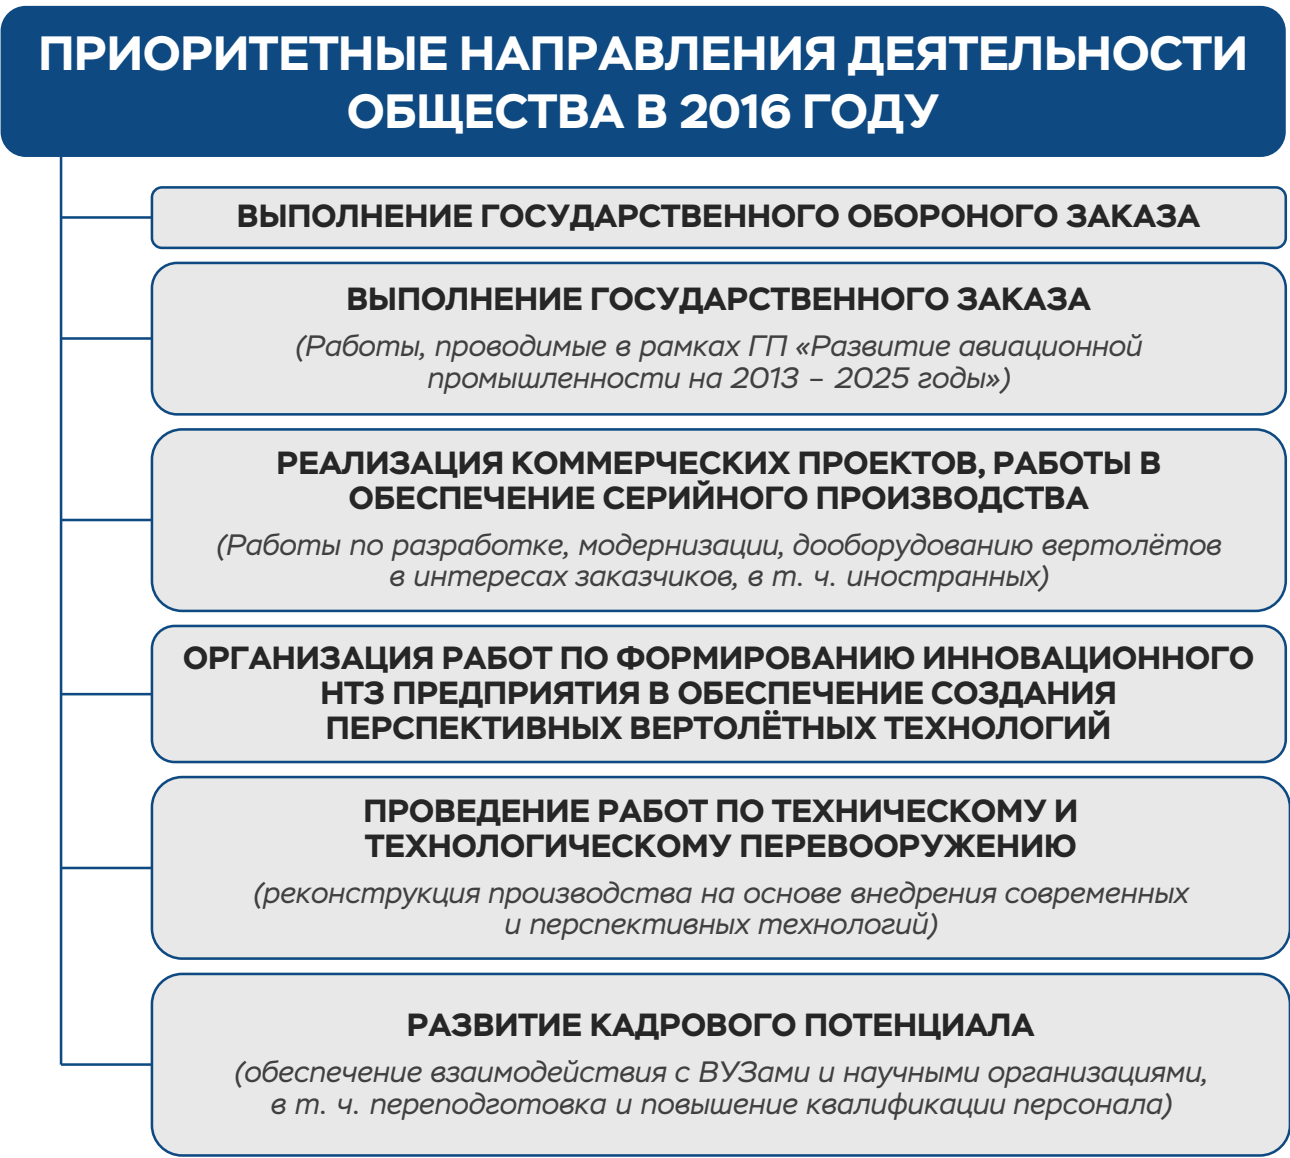 ПРИОРИТЕТНЫЕ НАПРАВЛЕНИЯ ДЕЯТЕЛЬНОСТИ
ОБЩЕСТВА В 2016 ГОДУ
ВЫПОЛНЕНИЕ ГОСУДАРСТВЕННОГО ОБОРОНОГО ЗАКАЗА
ВЫПОЛНЕНИЕ ГОСУДАРСТВЕННОГО ЗАКАЗА
(Работы, проводимые в рамках ГП «Развитие авиационной
промышленности на 2013 – 2025 годы»)
РЕАЛИЗАЦИЯ КОММЕРЧЕСКИХ ПРОЕКТОВ, РАБОТЫ В
ОБЕСПЕЧЕНИЕ СЕРИЙНОГО ПРОИЗВОДСТВА
(Работы по разработке, модернизации, дооборудованию вертолётов
в интересах заказчиков, в т. ч. иностранных)
ОРГАНИЗАЦИЯ РАБОТ ПО ФОРМИРОВАНИЮ ИННОВАЦИОННОГО
НТЗ ПРЕДПРИЯТИЯ В ОБЕСПЕЧЕНИЕ СОЗДАНИЯ
ПЕРСПЕКТИВНЫХ ВЕРТОЛЁТНЫХ ТЕХНОЛОГИЙ
ПРОВЕДЕНИЕ РАБОТ ПО ТЕХНИЧЕСКОМУ И
ТЕХНОЛОГИЧЕСКОМУ ПЕРЕВООРУЖЕНИЮ
(реконструкция производства на основе внедрения современных
и перспективных технологий)
РАЗВИТИЕ КАДРОВОГО ПОТЕНЦИАЛА
(обеспечение взаимодействия с ВУЗами и научными организациями,
в т. ч. переподготовка и повышение квалификации персонала)